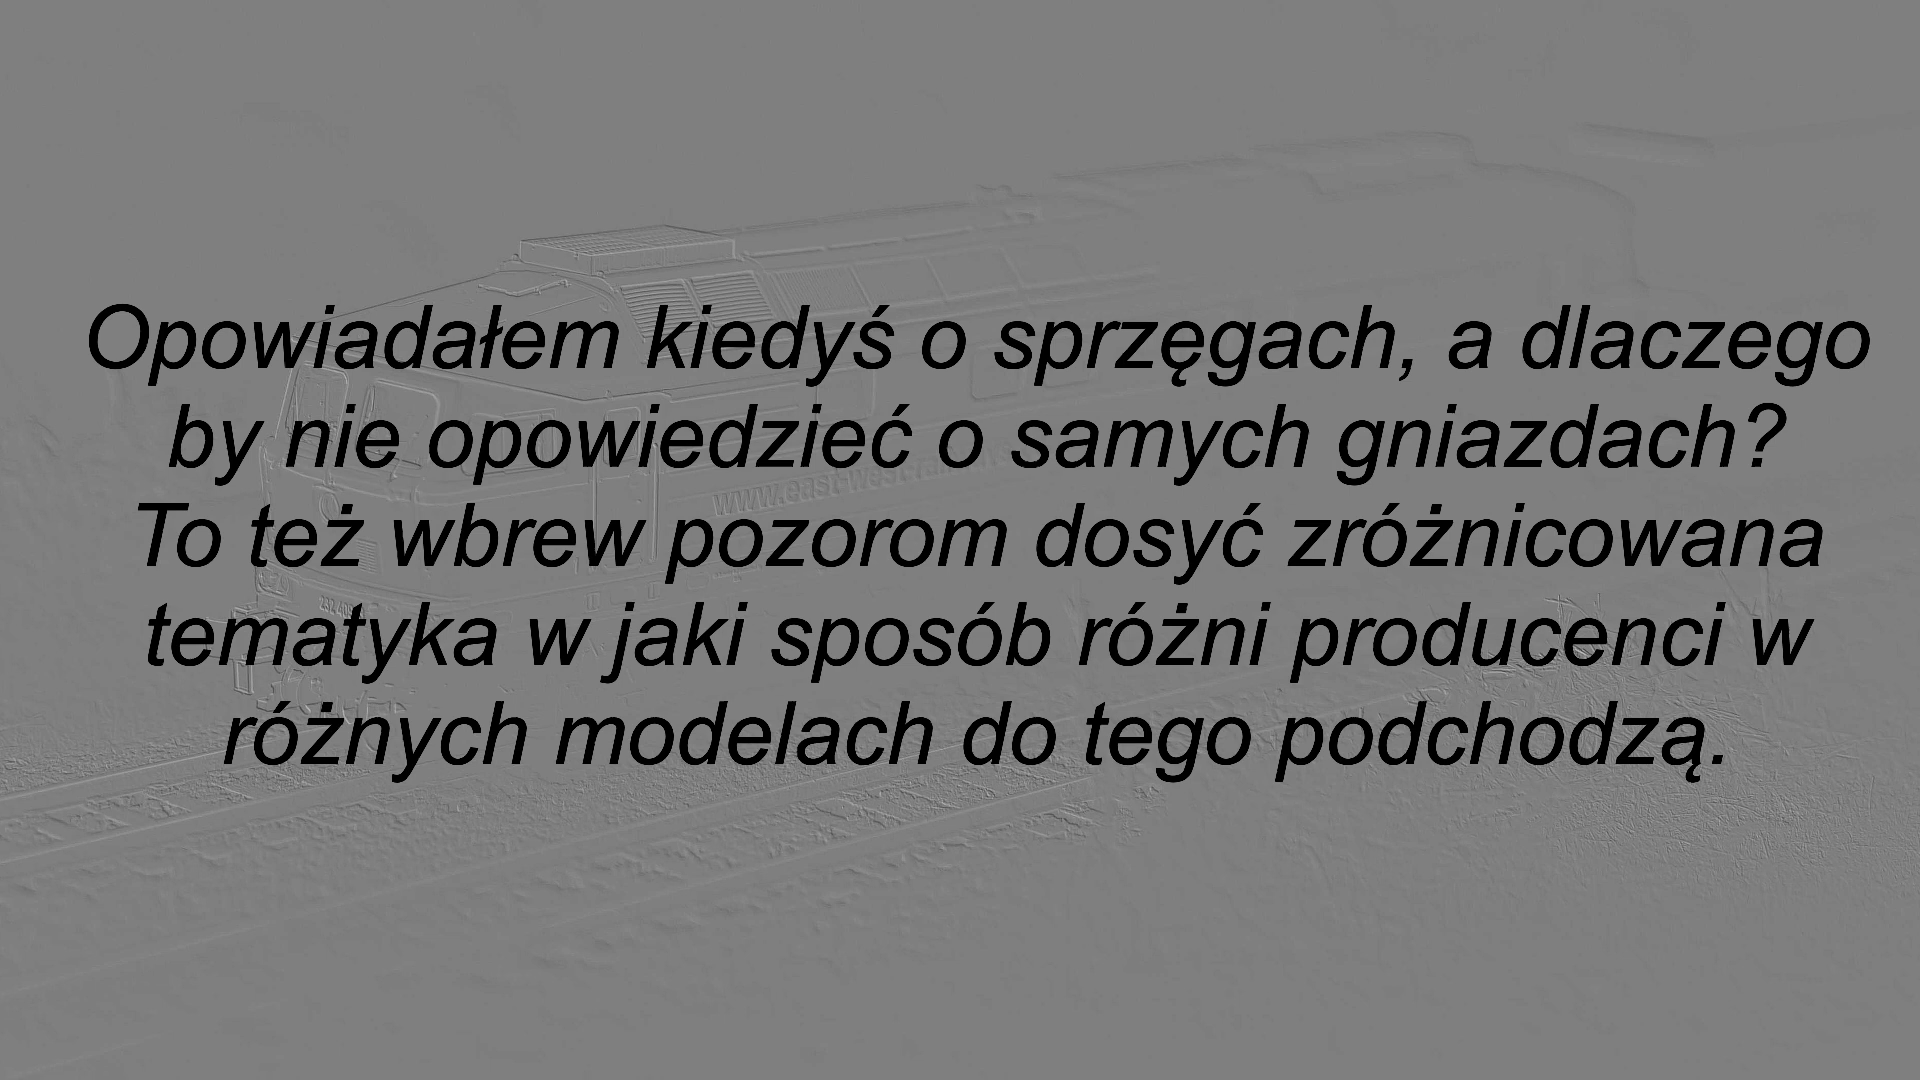 Opowiadałem kiedyś o sprzęgach, a dlaczego
by nie opowiedzieć o samych gniazdach?
To też wbrew pozorom dosyć zróżnicowana
tematyka w jaki sposób różni producenci w
różnych modelach do tego podchodzą.